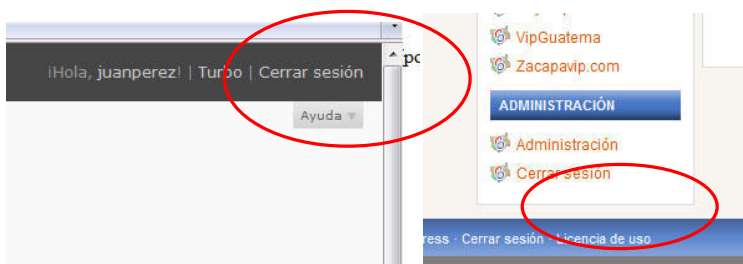 ¡Hola, juanperez! | Turbo | Cerrar sesión
Ayuda
VipGuatema
Zacapavip.com
ADMINISTRACIÓN
Administración
Cerrar sesión
ress · Cerrar sesión · Licencia de uso